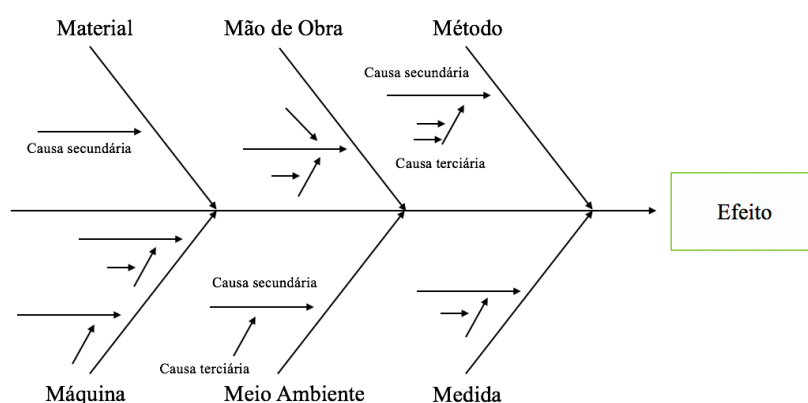 Material
Mão de Obra
Método
Causa secundária
Causa secundária
Causa terciária
Efeito
Causa secundária
Causa terciária
Máquina
Meio Ambiente
Medida